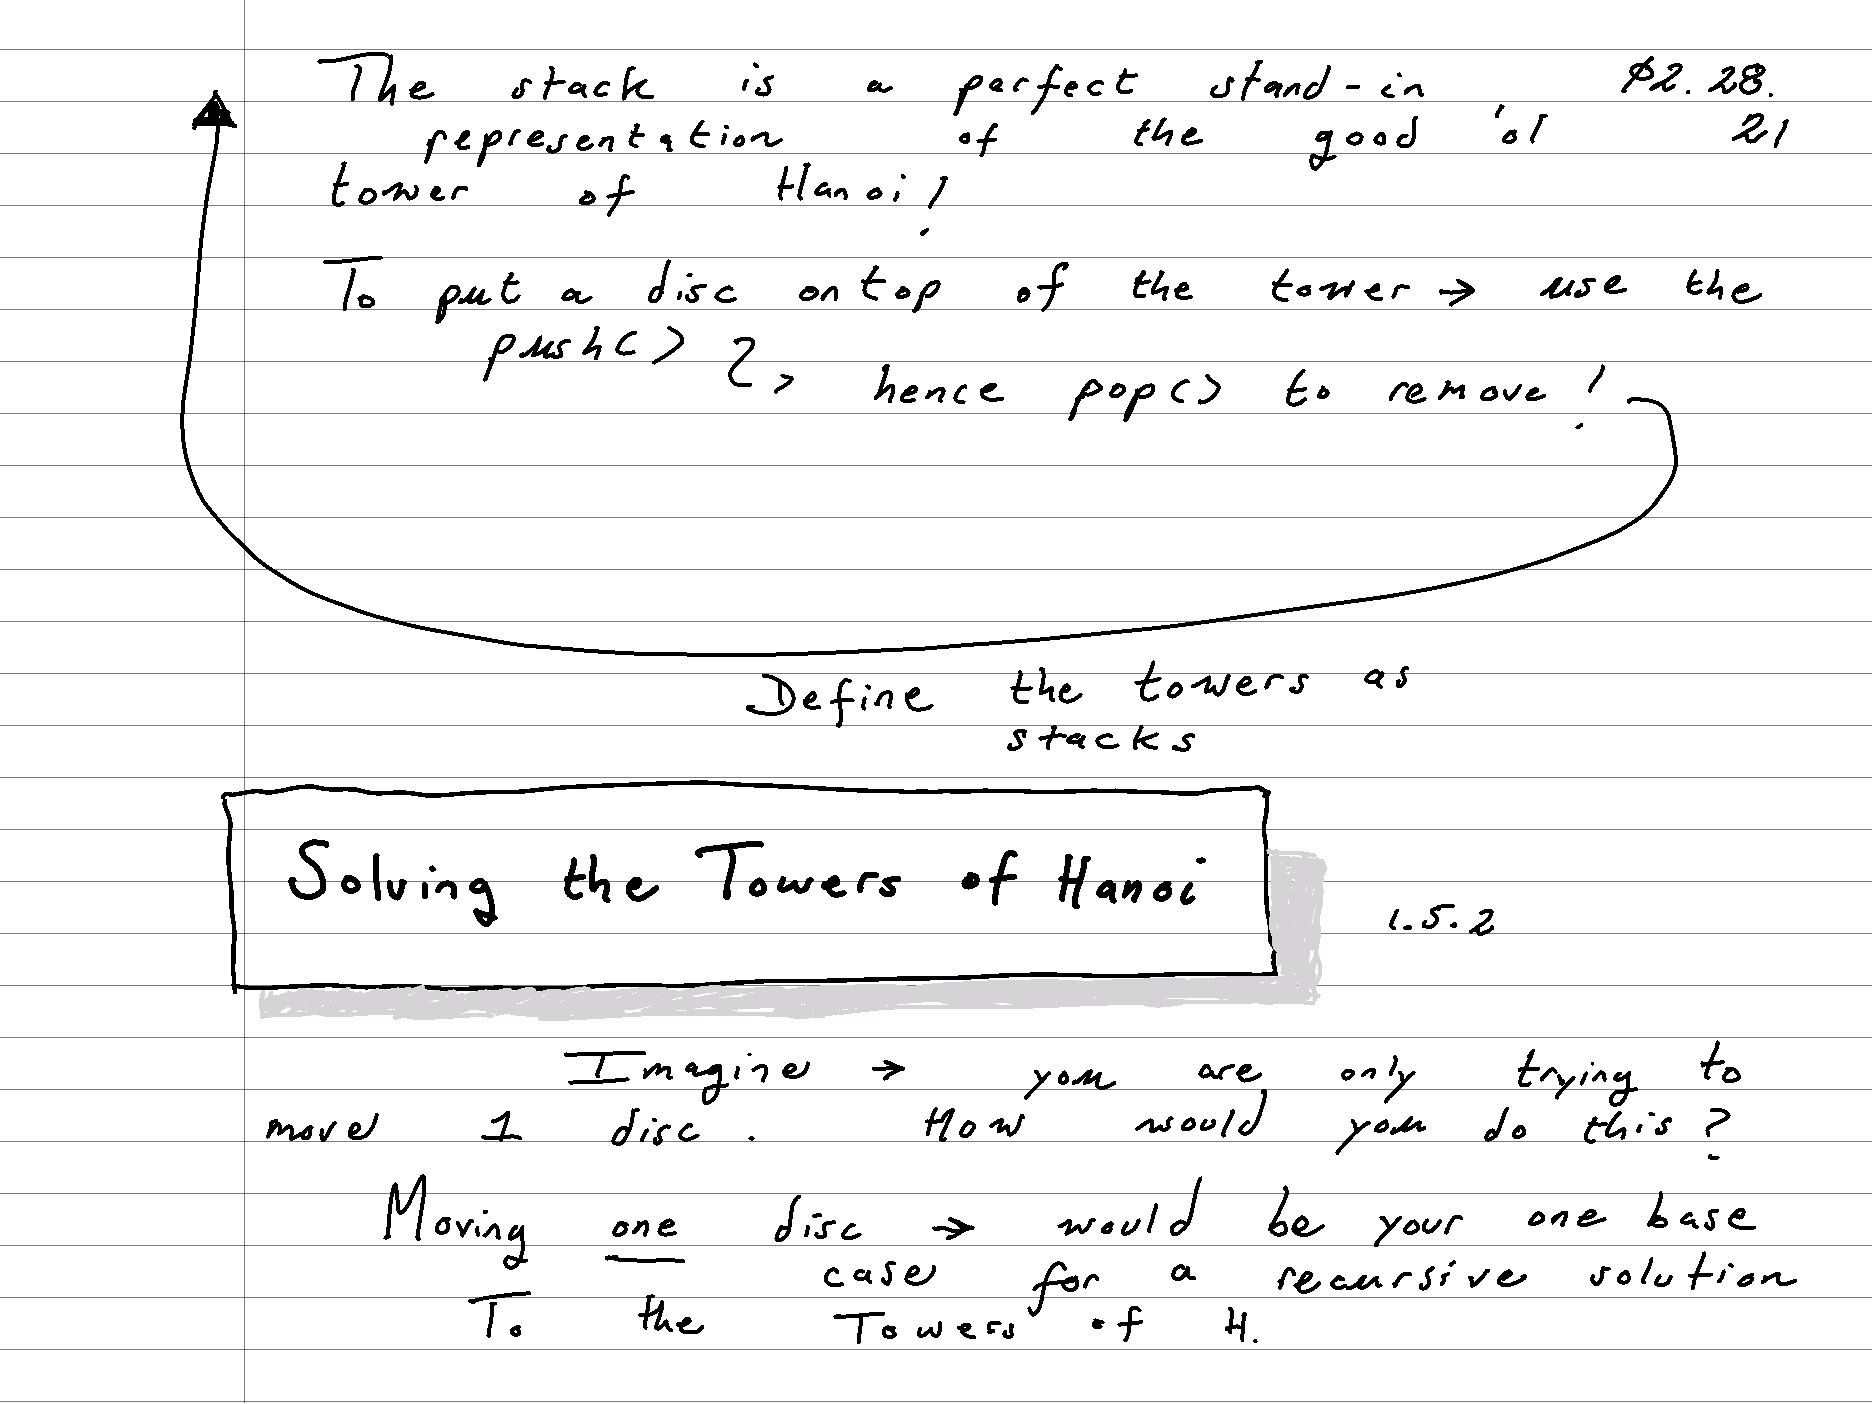 The stack is a perfect stand-in
representation of the good 'ol
tower of Hanoi!
02.28.
21
To put a disc ontop of the tower → use the
push()
, hence pop() to remove!
Define the towers as
stacks
Solving the Towers of Hanoi
1.5.2
Imagine → you are only trying to
move 1 disc. How would you do this?
Moving one disc → would be your one base
case for a recursive solution
To the Towers of H.